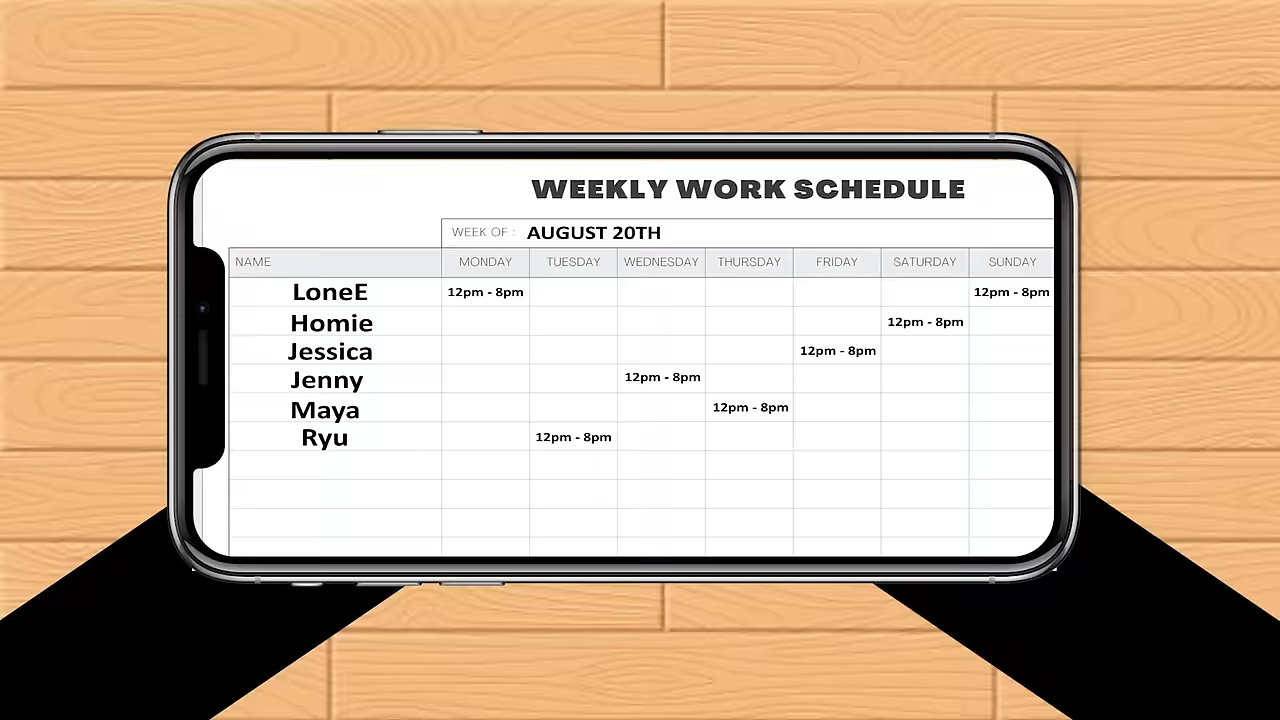 WEEKLY WORK SCHEDULE
WEEK OF : AUGUST 20TH
NAME MONDAY TUESDAY WEDNESDAY THURSDAY FRIDAY SATURDAY SUNDAY
LoneE 12pm - 8pm 12pm - 8pm
Homie 12pm - 8pm
Jessica 12pm - 8pm
Jenny 12pm - 8pm
Maya 12pm - 8pm
Ryu 12pm - 8pm